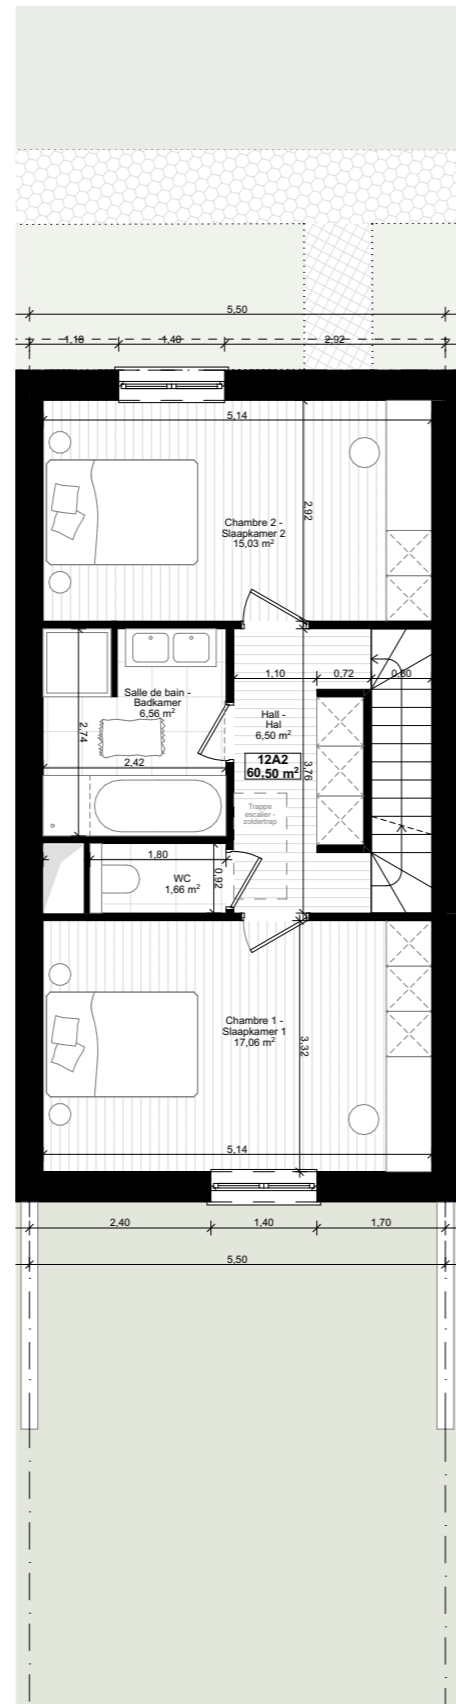 5,50
1,18 1,40 2,92
5,14
2,92
Chambre 2 -
Slaapkamer 2
15,03 m²
1,10 0,72 0,80
Salle de bain -
Badkamer
6,56 m²
Hall -
Hal
6,50 m²
2,74
2,42
12A2
60,50 m²
3,76
Trappe
escalier -
zoldertrap
1,80
WC
1,66 m²
0,92
Chambre 1 -
Slaapkamer 1
17,06 m²
3,32
5,14
2,40 1,40 1,70
5,50